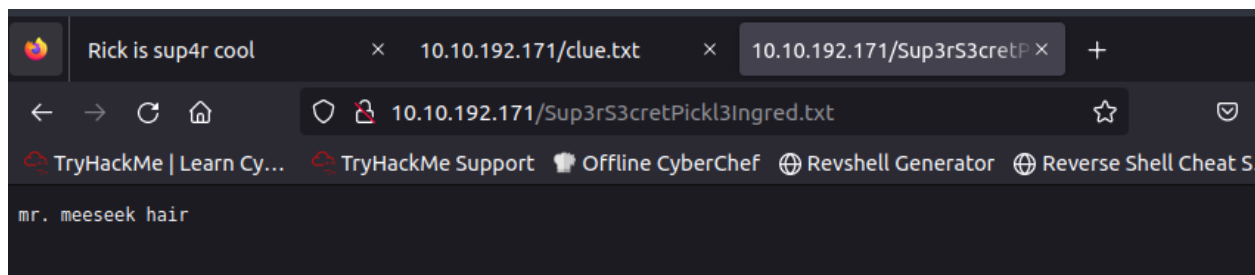 Rick is sup4r cool × 10.10.192.171/clue.txt × 10.10.192.171/Sup3rS3cretP × +
10.10.192.171/Sup3rS3cretPickl3Ingred.txt
TryHackMe | Learn Cy... TryHackMe Support Offline CyberChef Revshell Generator Reverse Shell Cheat S
mr. meeseek hair